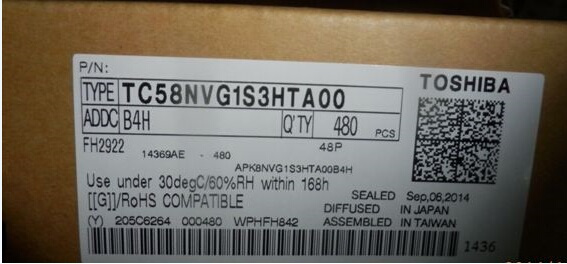 P/N:
TOSHIBA
TYPE TC58NVG1S3HTA00
ADDC B4H Q'TY 480 PCS
FH2922 48P
14369AE - 480
APK8NVG1S3HTA00B4H
Use under 30degC/60%RH within 168h
SEALED Sep,06,2014
[[G]]/RoHS COMPATIBLE DIFFUSED IN JAPAN
(Y) 205C6264 000480 WPHFH842 ASSEMBLED IN TAIWAN
1436